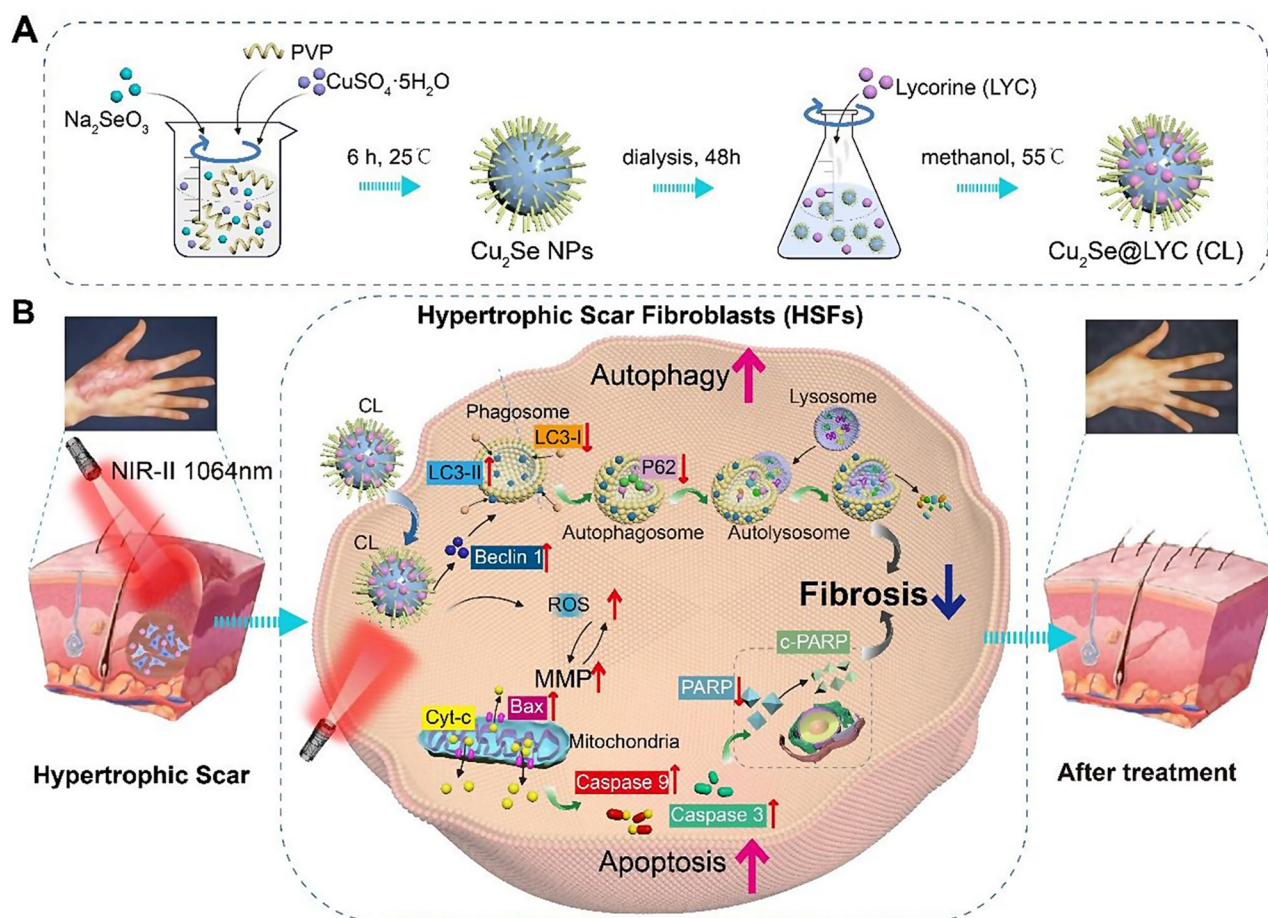 A
PVP
CuSO₄·5H₂O
Na₂SeO₃
6 h, 25℃
Cu₂Se NPs
dialysis, 48h
Lycorine (LYC)
methanol, 55℃
Cu₂Se@LYC (CL)
B
Hypertrophic Scar Fibroblasts (HSFs)
NIR-II 1064nm
Hypertrophic Scar
Autophagy
CL
Phagosome
LC3-I
LC3-II
P62
Lysosome
Autophagosome
Autolysosome
CL
Beclin 1
ROS
MMP
Fibrosis
c-PARP
PARP
Cyt-c
Bax
Mitochondria
Caspase 9
Caspase 3
Apoptosis
After treatment